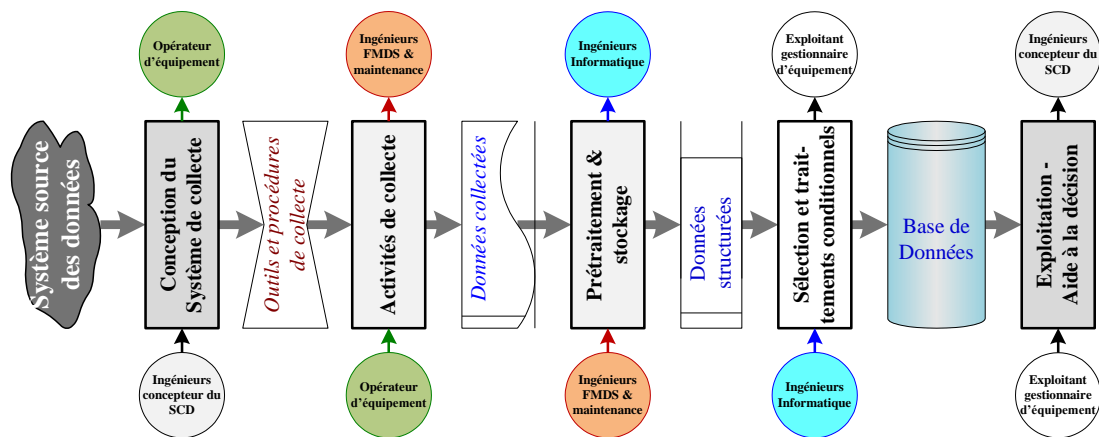 Opérateur
d'équipement
Ingénieurs
FMDS &
maintenance
Ingénieurs
Informatique
Exploitant
gestionnaire
d'équipement
Ingénieurs
concepteur du
SCD
Système source
des données
Conception du
Système de collecte
Outils et procédures
de collecte
Activités de collecte
Données collectées
Prétraitement &
stockage
Données
structurées
Sélection et trait-
tements conditionnels
Base de
Données
Exploitation -
Aide à la décision
Ingénieurs
concepteur du
SCD
Opérateur
d'équipement
Ingénieurs
FMDS &
maintenance
Ingénieurs
Informatique
Exploitant
gestionnaire
d'équipement